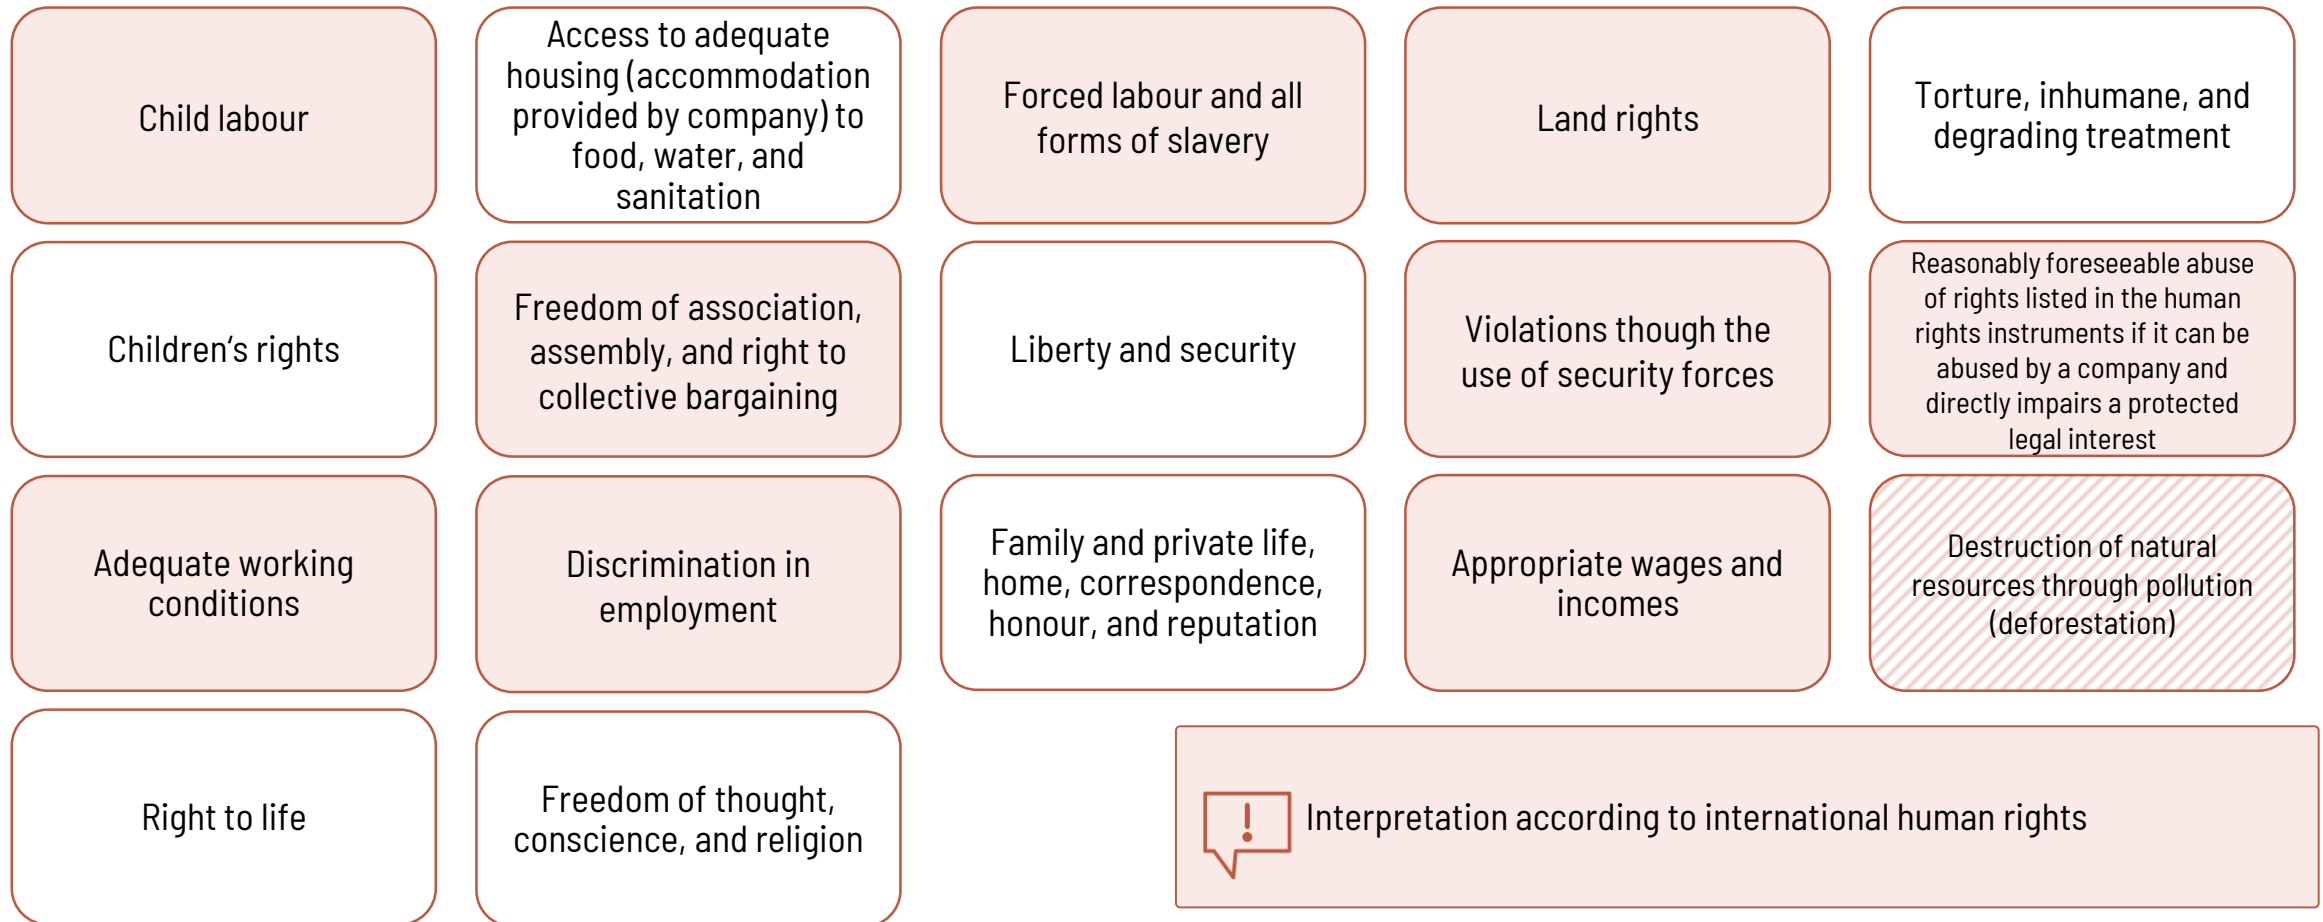 Child labour
Access to adequate
housing (accommodation
provided by company) to
food, water, and
sanitation
Forced labour and all
forms of slavery
Land rights
Torture, inhumane, and
degrading treatment
Children‘s rights
Freedom of association,
assembly, and right to
collective bargaining
Liberty and security
Violations though the
use of security forces
Reasonably foreseeable abuse
of rights listed in the human
rights instruments if it can be
abused by a company and
directly impairs a protected
legal interest
Adequate working
conditions
Discrimination in
employment
Family and private life,
home, correspondence,
honour, and reputation
Appropriate wages and
incomes
Destruction of natural
resources through pollution
(deforestation)
Right to life
Freedom of thought,
conscience, and religion
! Interpretation according to international human rights